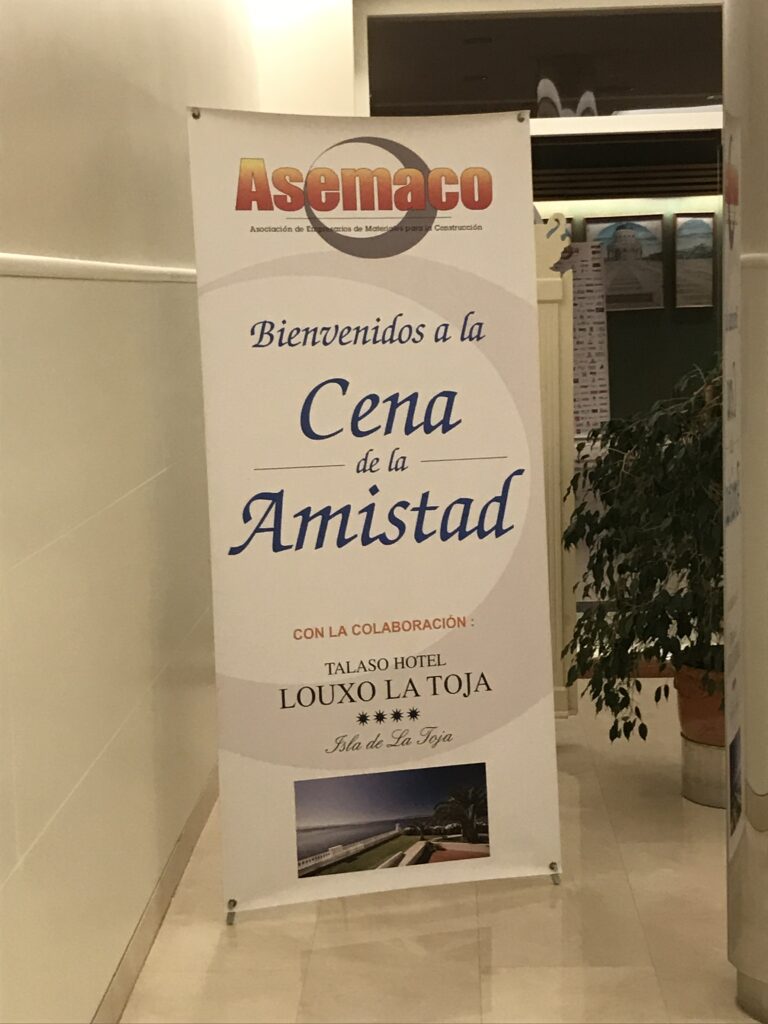 Asemaco
Asociación de Empresarios de Materiales para la Construcción
Bienvenidos a la
Cena
de la
Amistad
CON LA COLABORACIÓN :
TALASO HOTEL
LOUXO LA TOJA
Isla de La Toja